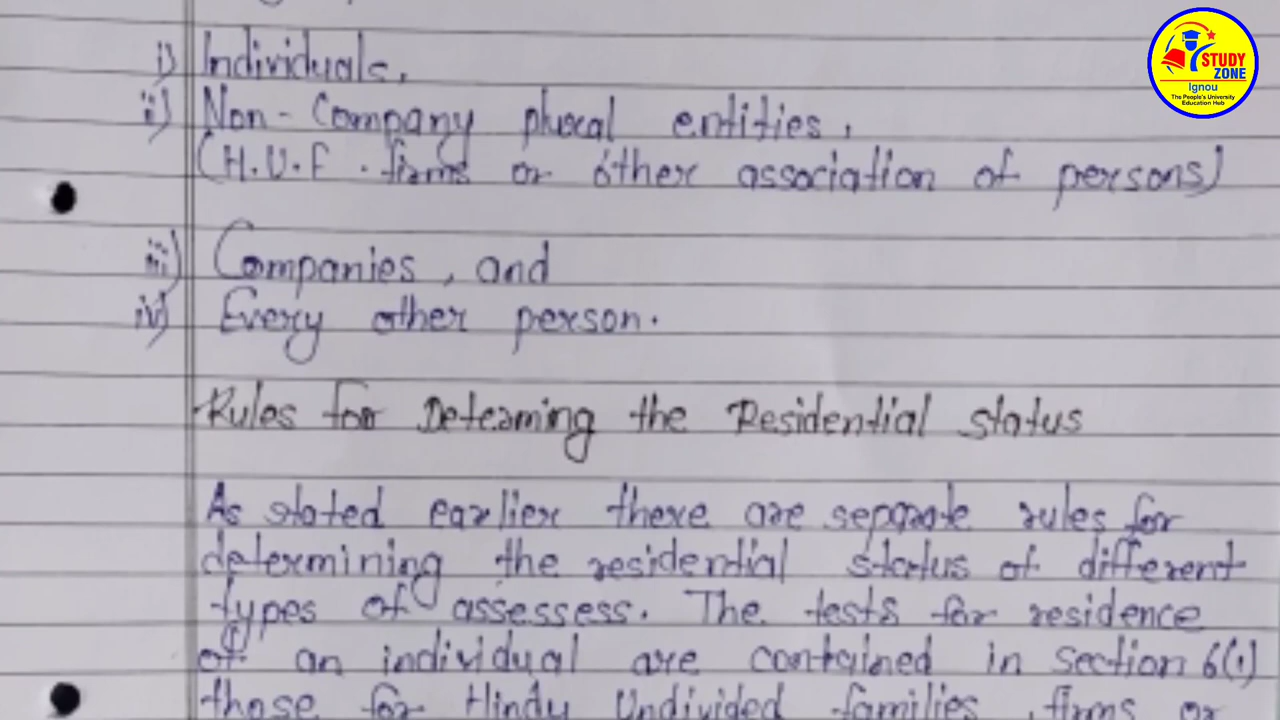 i) Individuals,
ii) Non-Company plural entities,
(H.U.F. firms or other association of persons)
iii) Companies, and
iv) Every other person.
Rules for Determing the Residential Status
As stated earlier there are separate rules for
determining the residential status of different
types of assessess. The tests for residence
of an individual are contained in section 6(1)
those for Hindu Undivided families, firms or
STUDY
ZONE
Ignou
The People's University
Education Hub